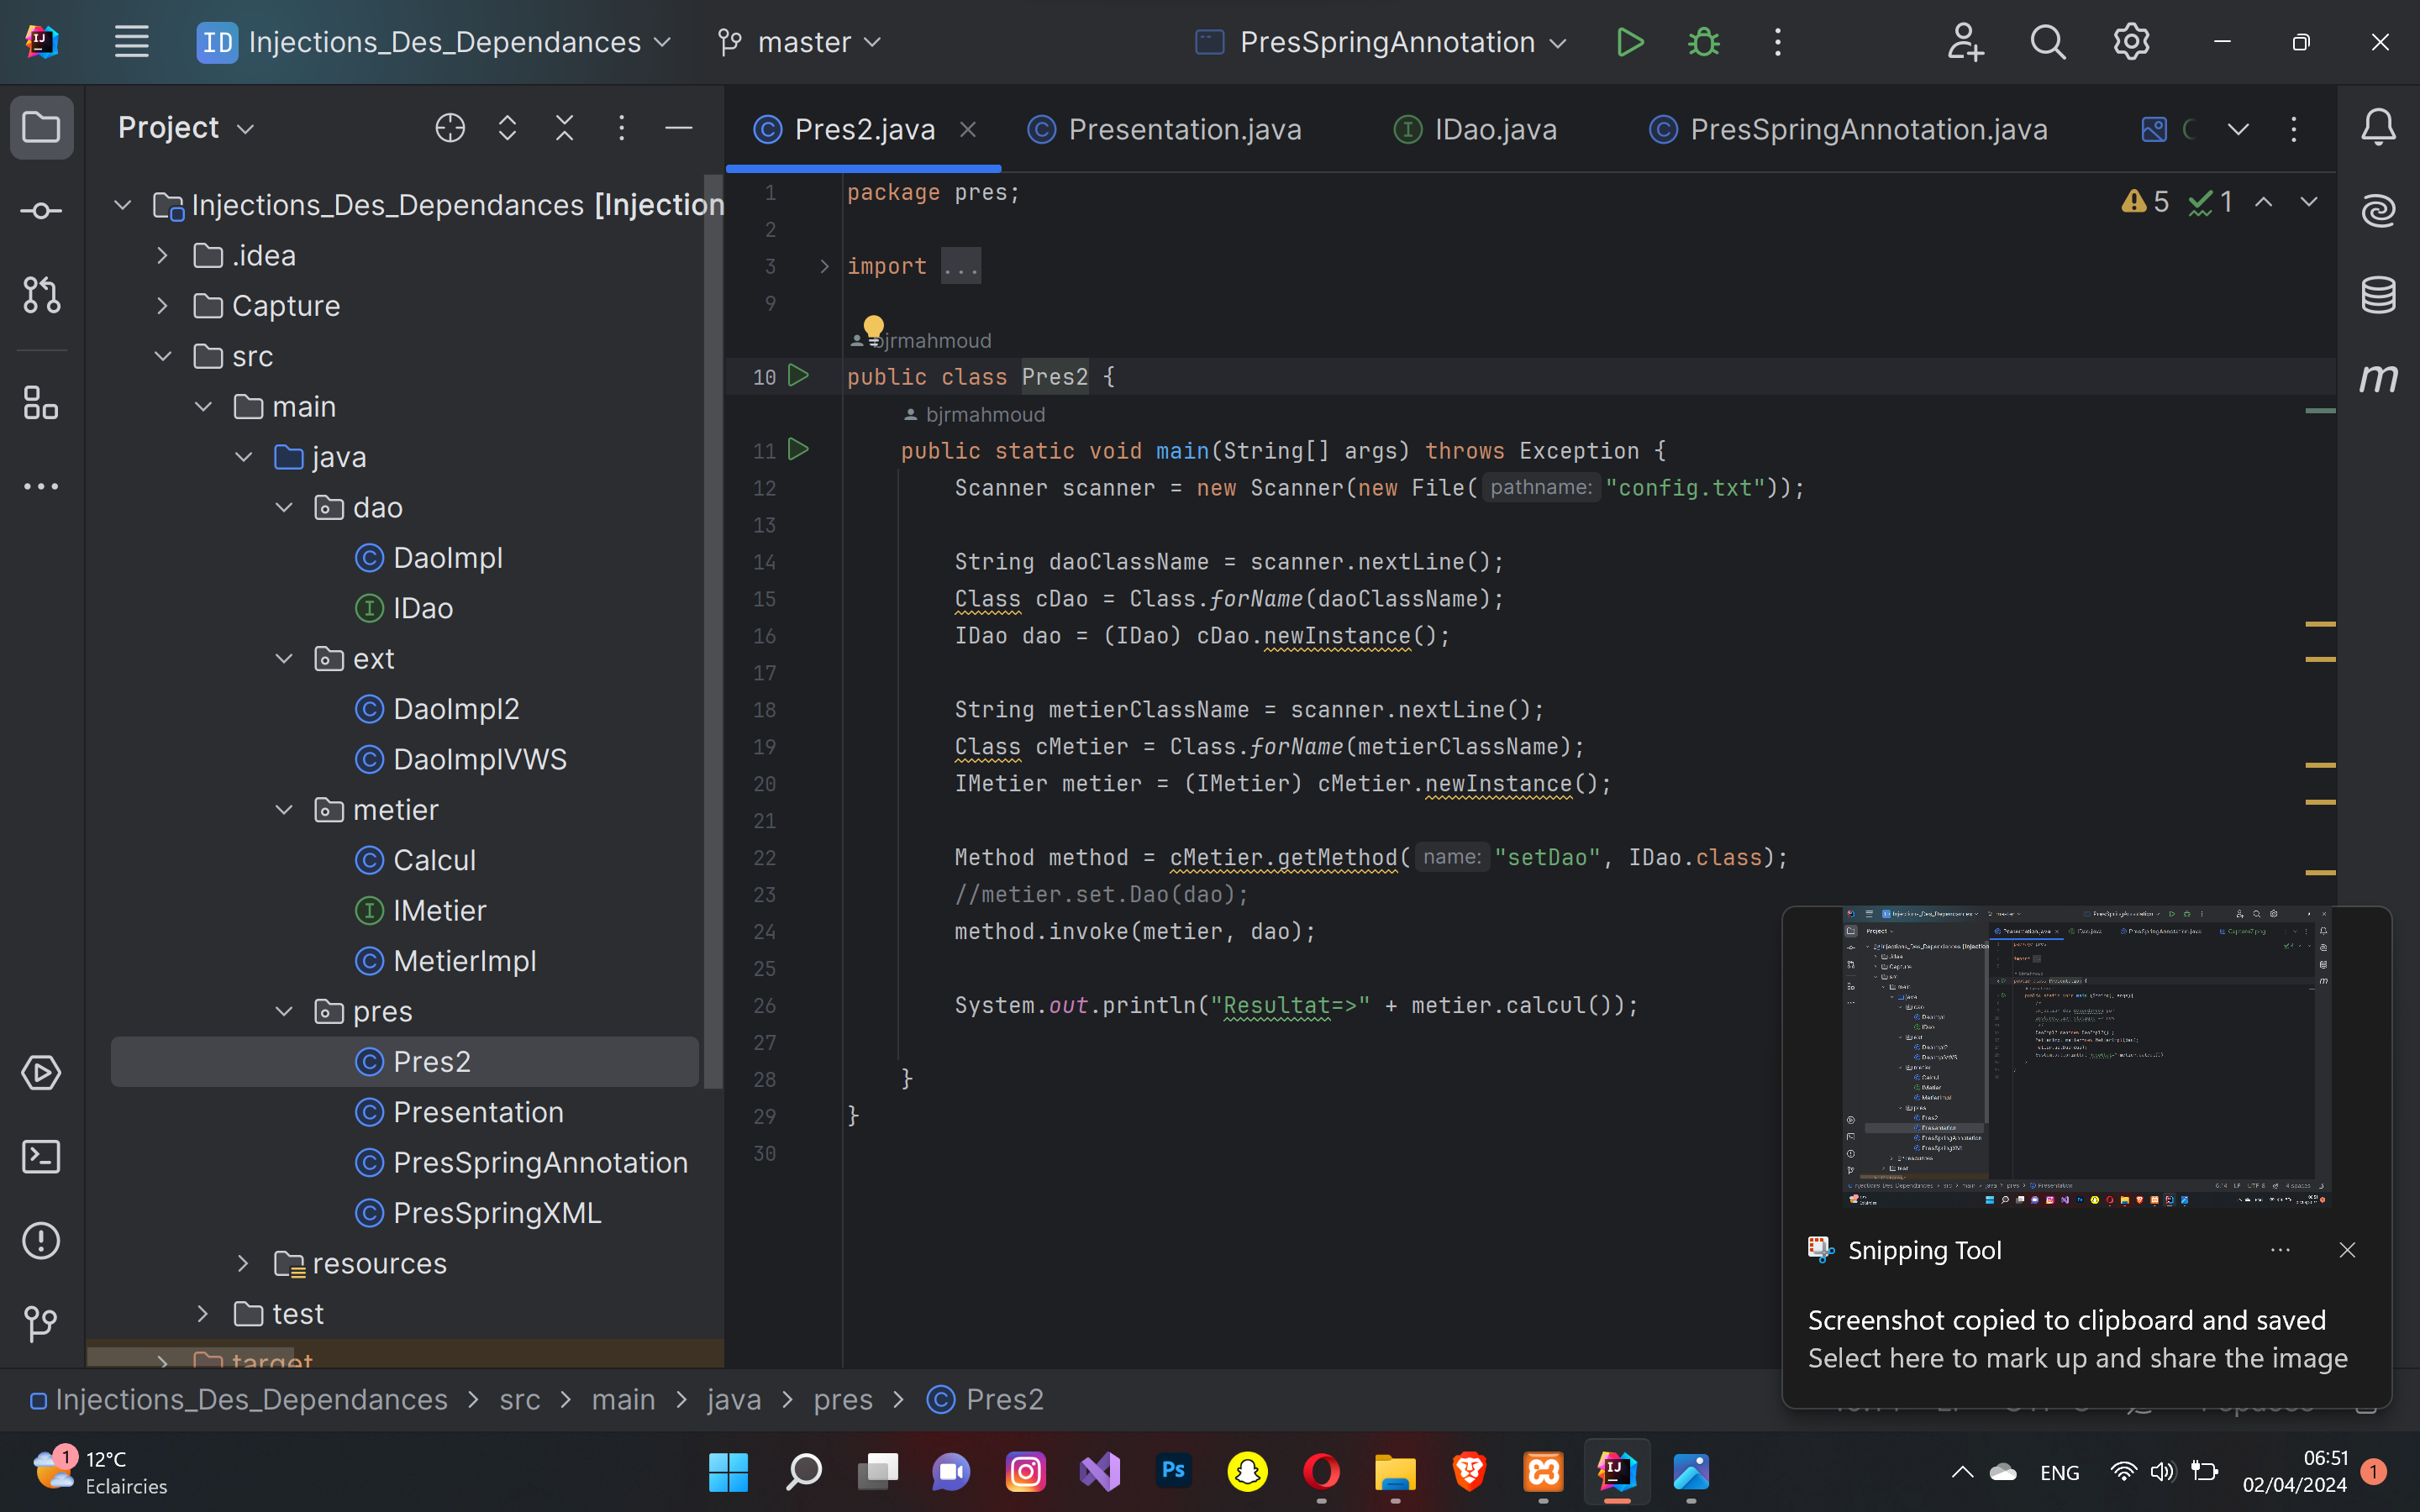 ID Injections_Des_Dependances master PresSpringAnnotation
Project
Injections_Des_Dependances [Injection
.idea
Capture
src
main
java
dao
DaoImpl
IDao
ext
DaoImpl2
DaoImplVWS
metier
Calcul
IMetier
MetierImpl
pres
Pres2
Presentation
PresSpringAnnotation
PresSpringXML
resources
test
target
Pres2.java Presentation.java IDao.java PresSpringAnnotation.java
5 1
1 package pres;
2
3 import ...
9
bjrmahmoud
10 public class Pres2 {
bjrmahmoud
11 public static void main(String[] args) throws Exception {
12 Scanner scanner = new Scanner(new File( pathname: "config.txt"));
13
14 String daoClassName = scanner.nextLine();
15 Class cDao = Class.forName(daoClassName);
16 IDao dao = (IDao) cDao.newInstance();
17
18 String metierClassName = scanner.nextLine();
19 Class cMetier = Class.forName(metierClassName);
20 IMetier metier = (IMetier) cMetier.newInstance();
21
22 Method method = cMetier.getMethod( name: "setDao", IDao.class);
23 //metier.set.Dao(dao);
24 method.invoke(metier, dao);
25
26 System.out.println("Resultat=>" + metier.calcul());
27
28 }
29 }
30
Snipping Tool
Screenshot copied to clipboard and saved
Select here to mark up and share the image
Injections_Des_Dependances > src > main > java > pres > Pres2
1 12°C
Eclaircies
Ps
ENG
06:51
02/04/2024
1